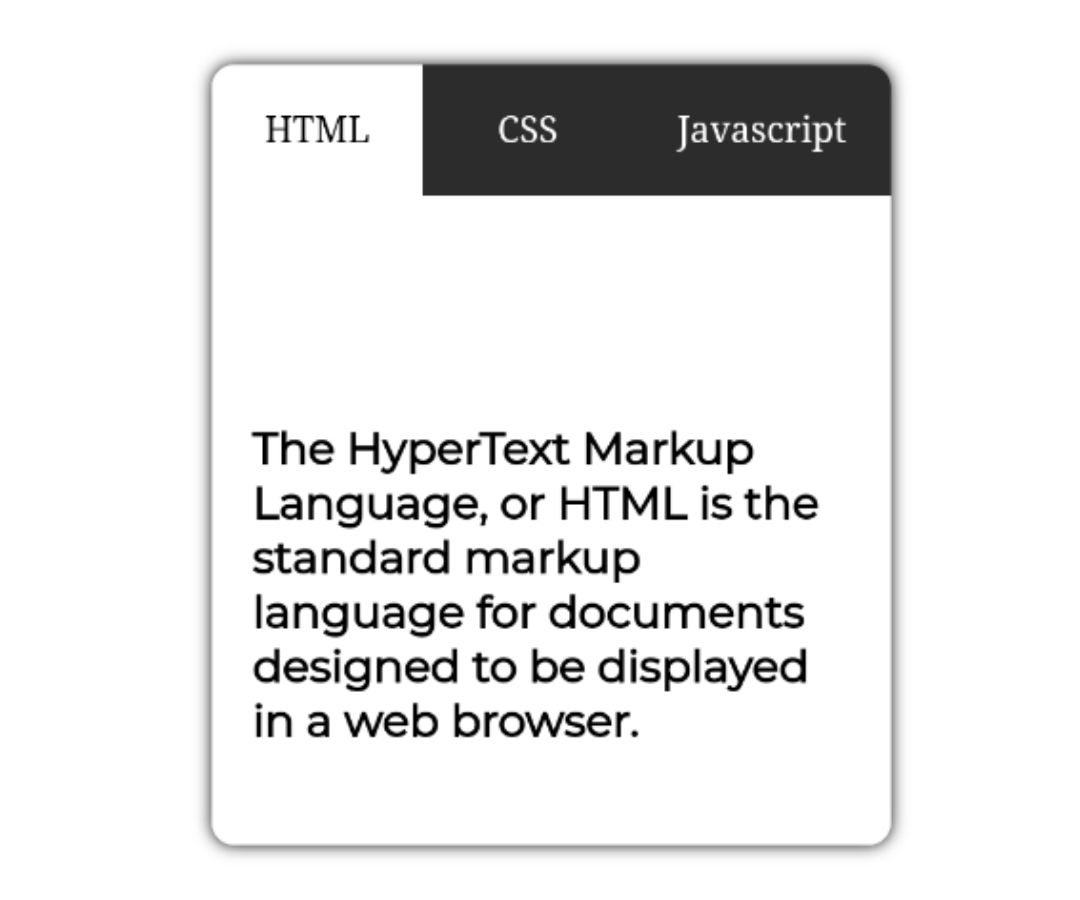 HTML CSS Javascript
The HyperText Markup
Language, or HTML is the
standard markup
language for documents
designed to be displayed
in a web browser.